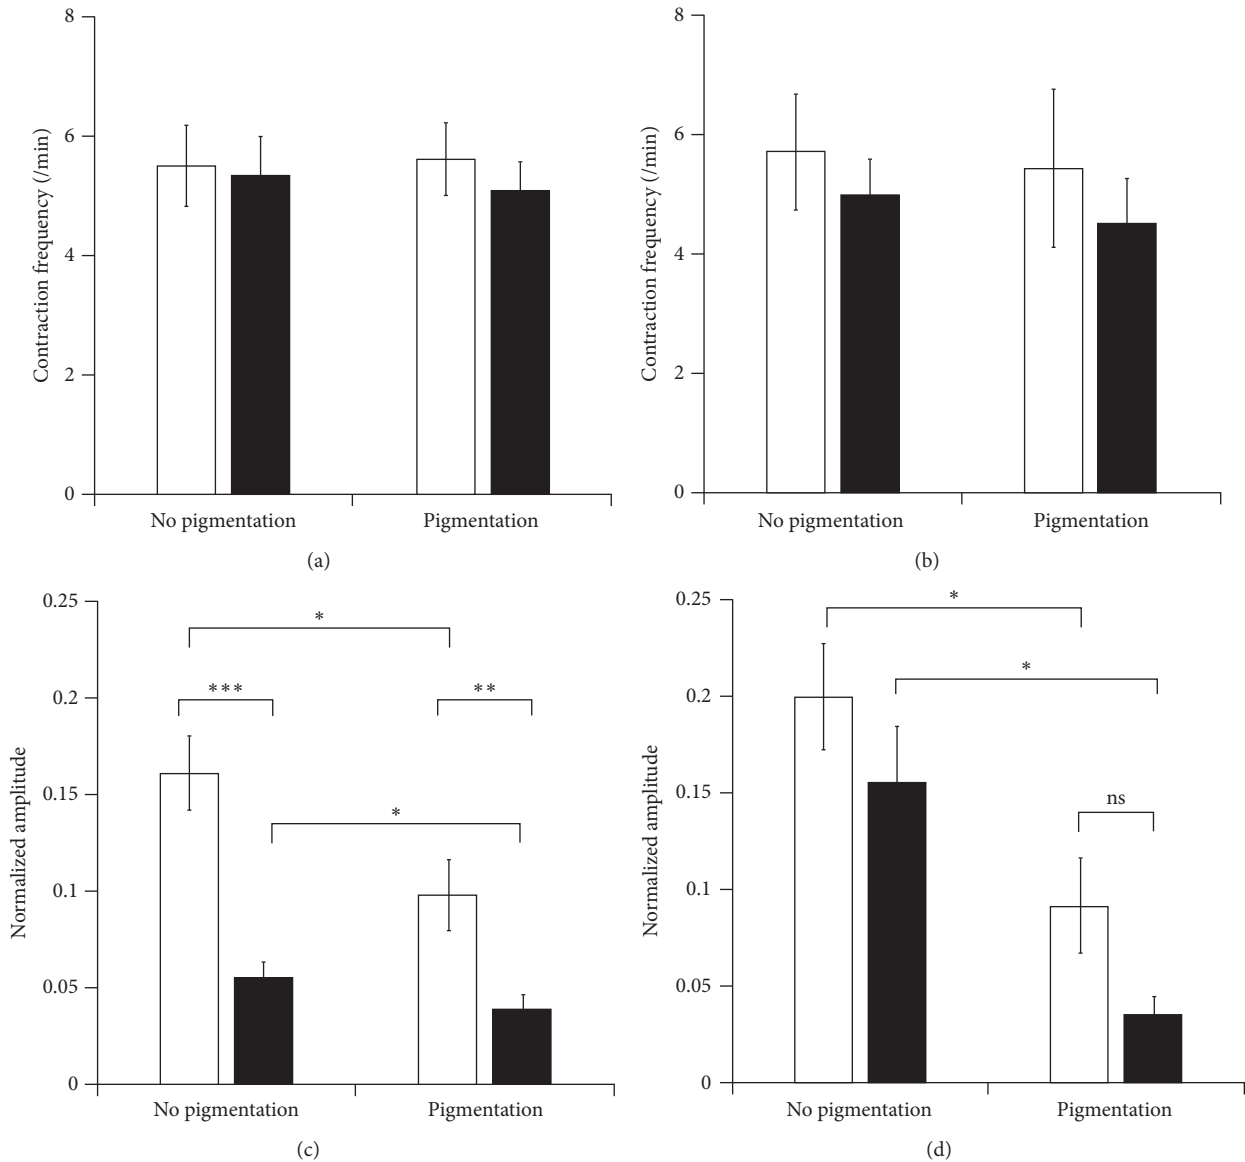 8
6
4
2
0
Contraction frequency (/min)
No pigmentation
Pigmentation
(a)
8
6
4
2
0
Contraction frequency (/min)
No pigmentation
Pigmentation
(b)
0.25
0.2
0.15
0.1
0.05
0
Normalized amplitude
*
***
**
*
No pigmentation
Pigmentation
(c)
0.25
0.2
0.15
0.1
0.05
0
Normalized amplitude
*
*
ns
No pigmentation
Pigmentation
(d)